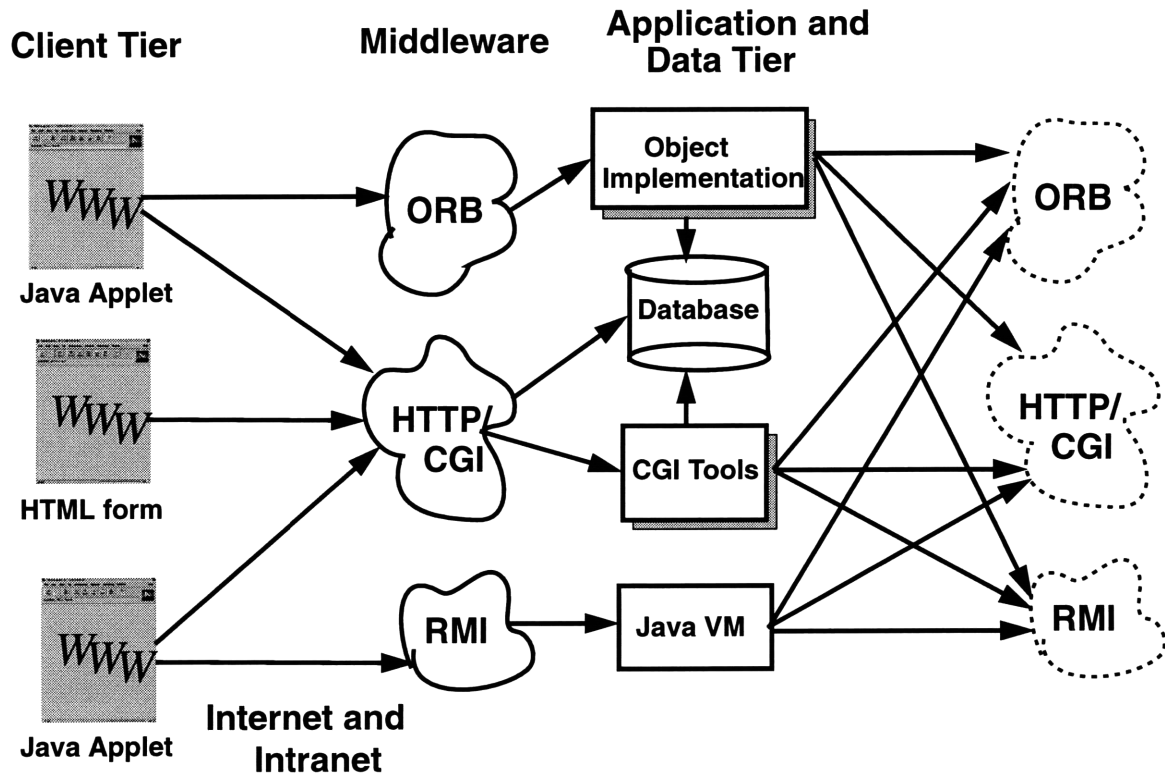 Client Tier
Middleware
Application and
Data Tier
WWW
Java Applet
ORB
Object
Implementation
ORB
Database
WWW
HTML form
HTTP/
CGI
CGI Tools
HTTP/
CGI
WWW
Java Applet
RMI
Java VM
RMI
Internet and
Intranet